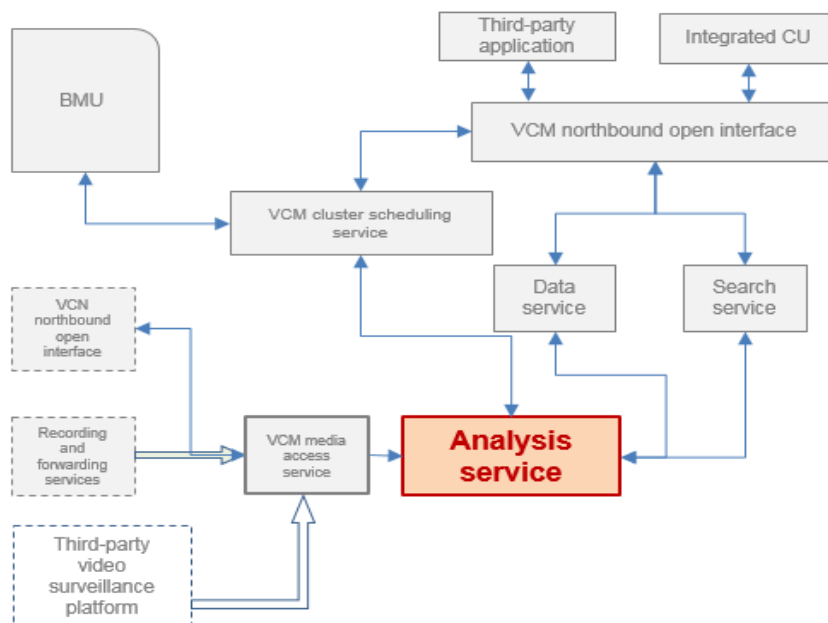 Third-party
application
Integrated CU
BMU
VCM northbound open interface
VCM cluster scheduling
service
Data
service
Search
service
VCN
northbound
open
interface
Recording
and
forwarding
services
VCM media
access
service
Analysis
service
Third-party
video
surveillance
platform